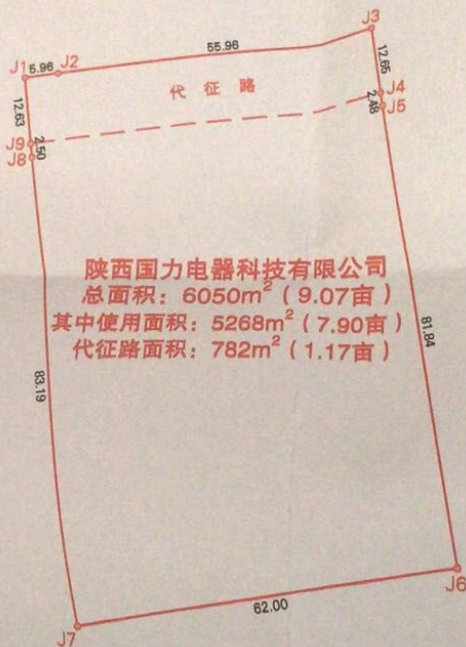 J3
55.96
12.65
J1
5.96
J2
代征路
J4
2.48
J5
12.63
J9
2.50
J8
陕西国力电器科技有限公司
总面积：6050m²（9.07亩）
其中使用面积：5268m²（7.90亩）
代征路面积：782m²（1.17亩）
81.84
83.19
J6
62.00
J7